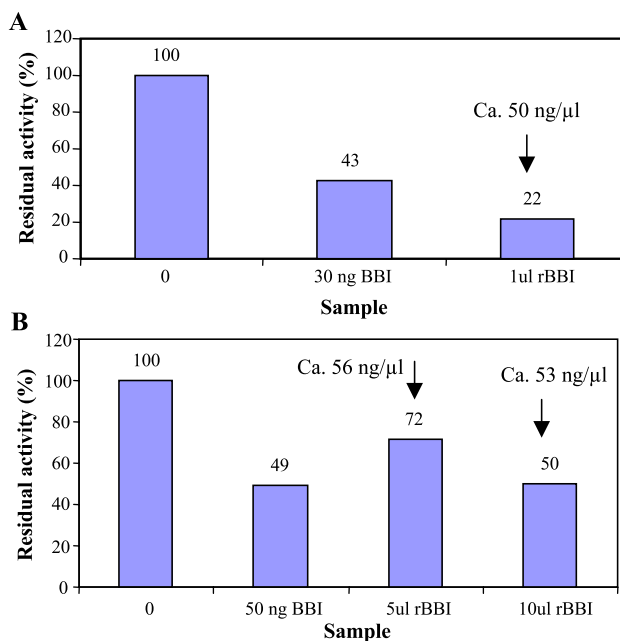 A
Residual activity (%)
120
100
80
60
40
20
0
100
43
22
Ca. 50 ng/µl
0
30 ng BBI
1ul rBBI
Sample
B
Residual activity (%)
120
100
80
60
40
20
0
100
49
72
50
Ca. 56 ng/µl
Ca. 53 ng/µl
0
50 ng BBI
5ul rBBI
10ul rBBI
Sample